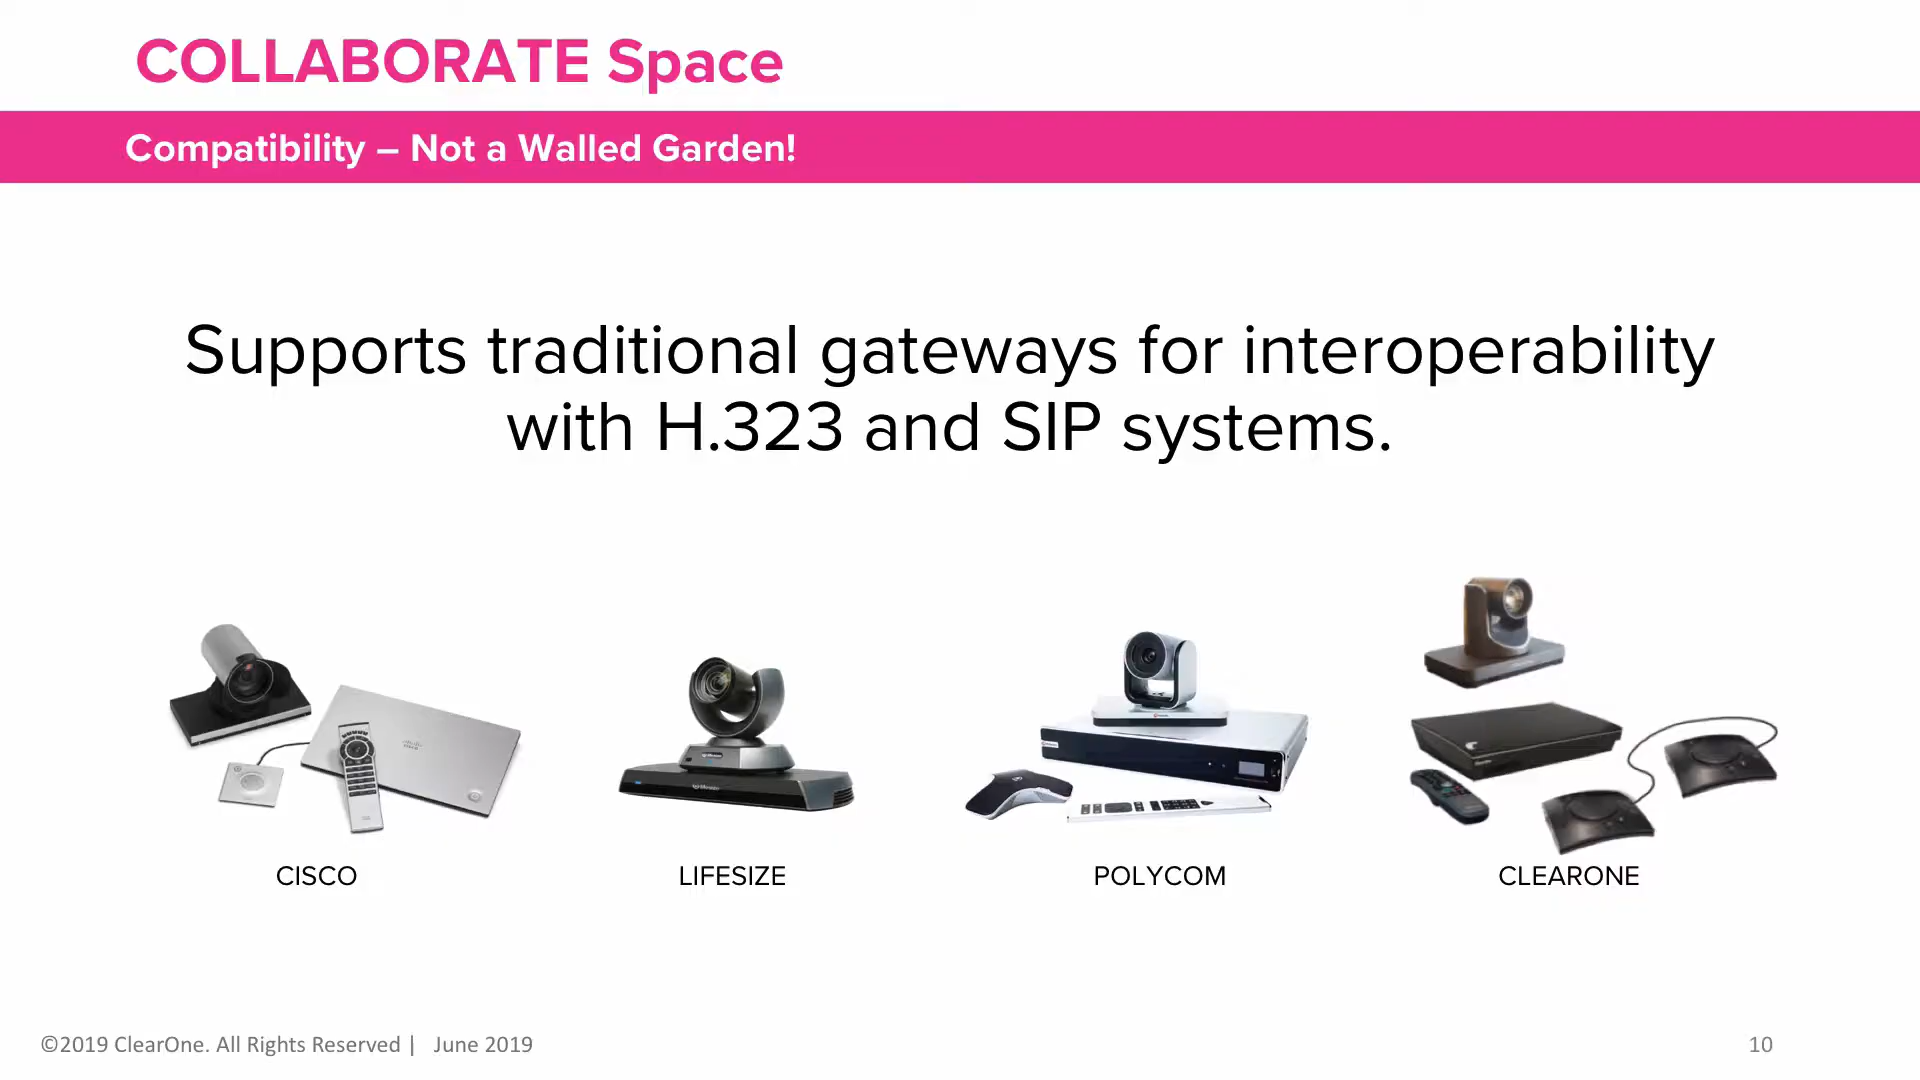 COLLABORATE Space
Compatibility – Not a Walled Garden!
Supports traditional gateways for interoperability
with H.323 and SIP systems.
CISCO
LIFESIZE
POLYCOM
CLEARONE
©2019 ClearOne. All Rights Reserved | June 2019
10